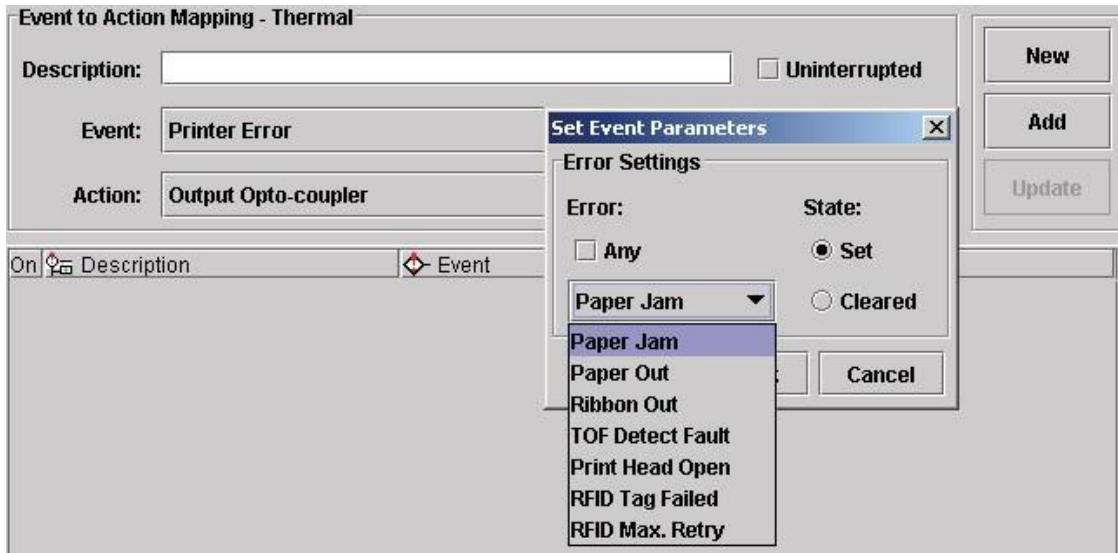 Event to Action Mapping - Thermal
Description:
Uninterrupted
New
Event:
Printer Error
Add
Action:
Output Opto-coupler
Update
Set Event Parameters
Error Settings
Error:
State:
Any
Set
Paper Jam
Cleared
Paper Jam
Paper Out
Ribbon Out
TOF Detect Fault
Print Head Open
RFID Tag Failed
RFID Max. Retry
Cancel
On
Description
Event